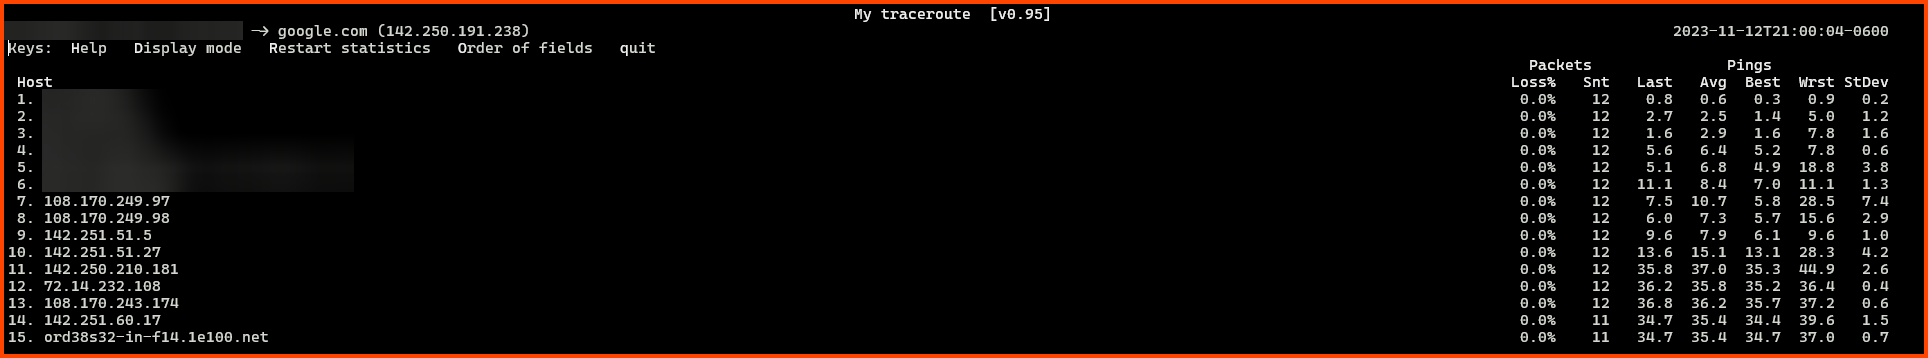 My traceroute [v0.95]
-> google.com (142.250.191.238) 2023-11-12T21:00:04-0600
Keys: Help Display mode Restart statistics Order of fields quit
Packets Pings
Host Loss% Snt Last Avg Best Wrst StDev
1. 0.0% 12 0.8 0.6 0.3 0.9 0.2
2. 0.0% 12 2.7 2.5 1.4 5.0 1.2
3. 0.0% 12 1.6 2.9 1.6 7.8 1.6
4. 0.0% 12 5.6 6.4 5.2 7.8 0.6
5. 0.0% 12 5.1 6.8 4.9 18.8 3.8
6. 0.0% 12 11.1 8.4 7.0 11.1 1.3
7. 108.170.249.97 0.0% 12 7.5 10.7 5.8 28.5 7.4
8. 108.170.249.98 0.0% 12 6.0 7.3 5.7 15.6 2.9
9. 142.251.51.5 0.0% 12 9.6 7.9 6.1 9.6 1.0
10. 142.251.51.27 0.0% 12 13.6 15.1 13.1 28.3 4.2
11. 142.250.210.181 0.0% 12 35.8 37.0 35.3 44.9 2.6
12. 72.14.232.108 0.0% 12 36.2 35.8 35.2 36.4 0.4
13. 108.170.243.174 0.0% 12 36.8 36.2 35.7 37.2 0.6
14. 142.251.60.17 0.0% 11 34.7 35.4 34.4 39.6 1.5
15. ord38s32-in-f14.1e100.net 0.0% 11 34.7 35.4 34.7 37.0 0.7